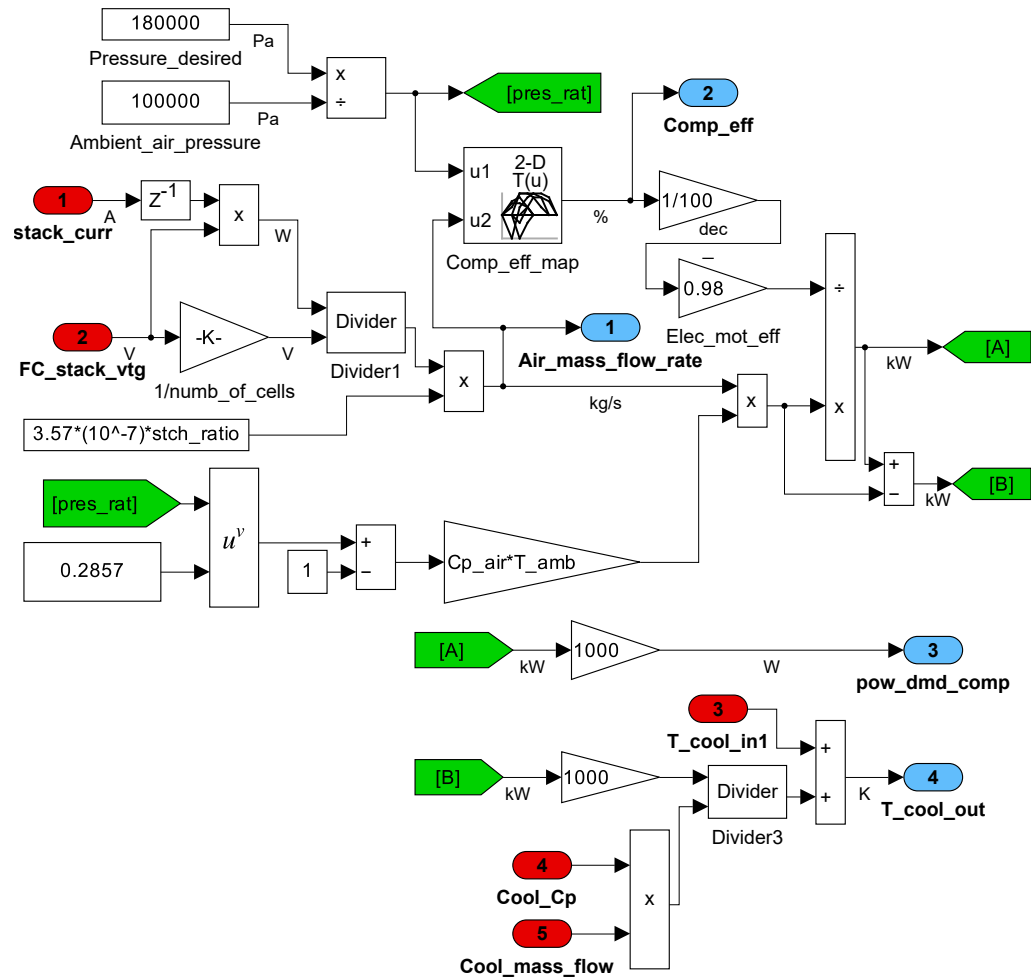 180000
Pa
Pressure_desired
100000
Pa
Ambient_air_pressure
x
÷
[pres_rat]
2
Comp_eff
u1
u2
2-D
T(u)
Comp_eff_map
%
1/100
dec
_
0.98
Elec_mot_eff
1
stack_curr
A
Z-1
x
W
2
FC_stack_vtg
V
-K-
1/numb_of_cells
V
Divider
Divider1
3.57*(10^-7)*stch_ratio
x
1
Air_mass_flow_rate
kg/s
x
÷
x
kW
[A]
+
−
kW
[B]
[pres_rat]
0.2857
uv
1
+
−
Cp_air*T_amb
[A]
kW
1000
W
3
pow_dmd_comp
3
T_cool_in1
[B]
kW
1000
Divider
Divider3
+
+
K
4
T_cool_out
4
Cool_Cp
5
Cool_mass_flow
x